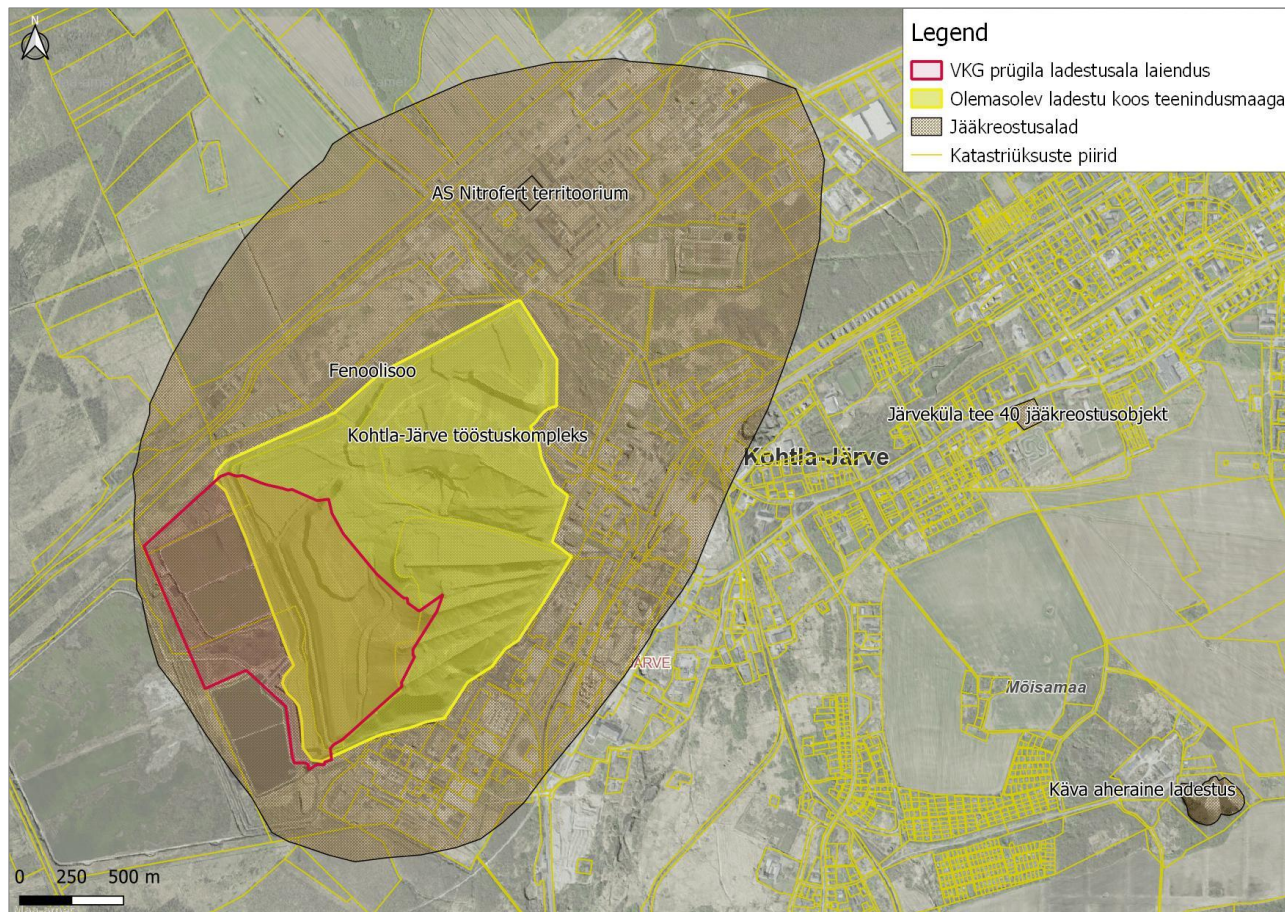 N
Legend
VKG prügila ladestusala laiendus
Olemasolev ladestu koos teenindusmaaga
Jääkreostusalad
Katastriüksuste piirid
AS Nitrofert territoorium
Fenoolisoo
Järveküla tee 40 jääkreostusobjekt
Kohtla-Järve tööstuskompleks
Kohtla-Järve
JÄRVE
Mõisamaa
Käva aheraine ladestus
0 250 500 m